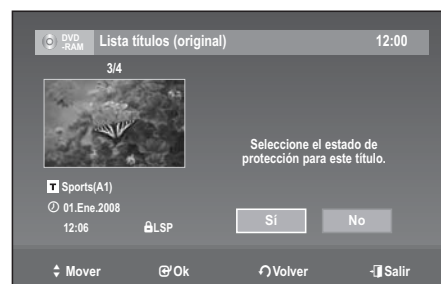 DVD
-RAM
Lista títulos (original) 12:00
3/4
Seleccione el estado de
protección para este título.
T Sports(A1)
01.Ene.2008
12:06 LSP
Sí No
Mover Ok Volver Salir